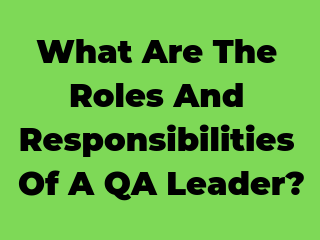 What Are The
Roles And
Responsibilities
Of A QA Leader?